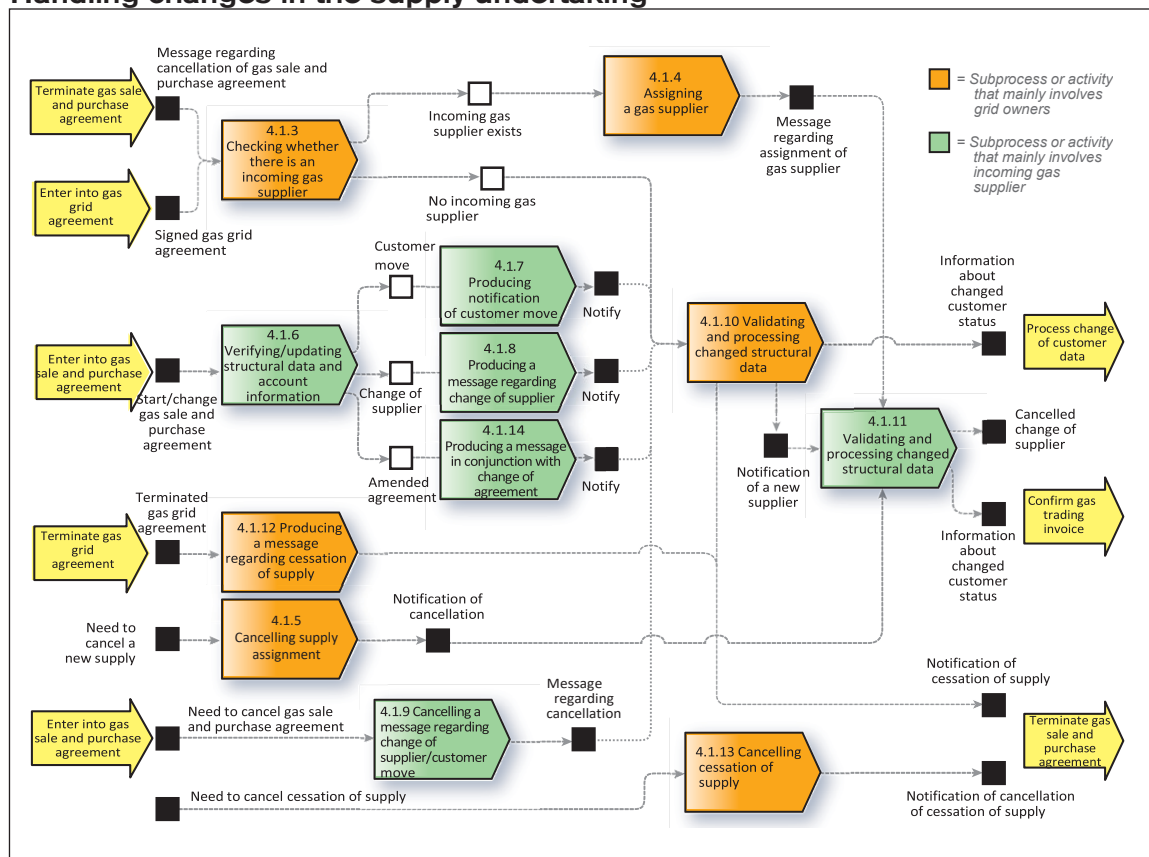 Handling changes in the supply undertaking
Message regarding
cancellation of gas sale and
purchase agreement
Terminate gas sale
and purchase
agreement
4.1.3
Checking whether
there is an
incoming gas
supplier
Incoming gas
supplier exists
4.1.4
Assigning
a gas supplier
Message
regarding
assignment of
gas supplier
= Subprocess or activity
that mainly involves
grid owners
= Subprocess or activity
that mainly involves
incoming gas
supplier
Enter into gas
grid
agreement
Signed gas grid
agreement
No incoming gas
supplier
Customer
move
4.1.7
Producing
notification
of customer move
Notify
Information
about
changed
customer
status
Enter into gas
sale and purchase
agreement
Start/change
gas sale and
purchase
agreement
4.1.6
Verifying/updating
structural data and
account
information
Change of
supplier
4.1.8
Producing a
message regarding
change of supplier
Notify
4.1.10 Validating
and processing
changed structural
data
Process change
of customer
data
Amended
agreement
4.1.14
Producing a message
in conjunction with
change of
agreement
Notify
Notification
of a new
supplier
4.1.11
Validating and
processing changed
structural data
Cancelled
change of
supplier
Confirm gas
trading
invoice
Information
about
changed
customer
status
Terminated
gas grid
agreement
Terminate gas
grid
agreement
4.1.12 Producing
a message
regarding cessation
of supply
Need to
cancel a
new supply
4.1.5
Cancelling supply
assignment
Notification of
cancellation
Notification of
cessation of supply
Enter into gas
sale and purchase
agreement
Need to cancel gas sale
and purchase agreement
4.1.9 Cancelling a
message regarding
change of
supplier/customer
move
Message
regarding
cancellation
4.1.13 Cancelling
cessation of
supply
Terminate gas
sale and
purchase
agreement
Need to cancel cessation of supply
Notification of cancellation
of cessation of supply